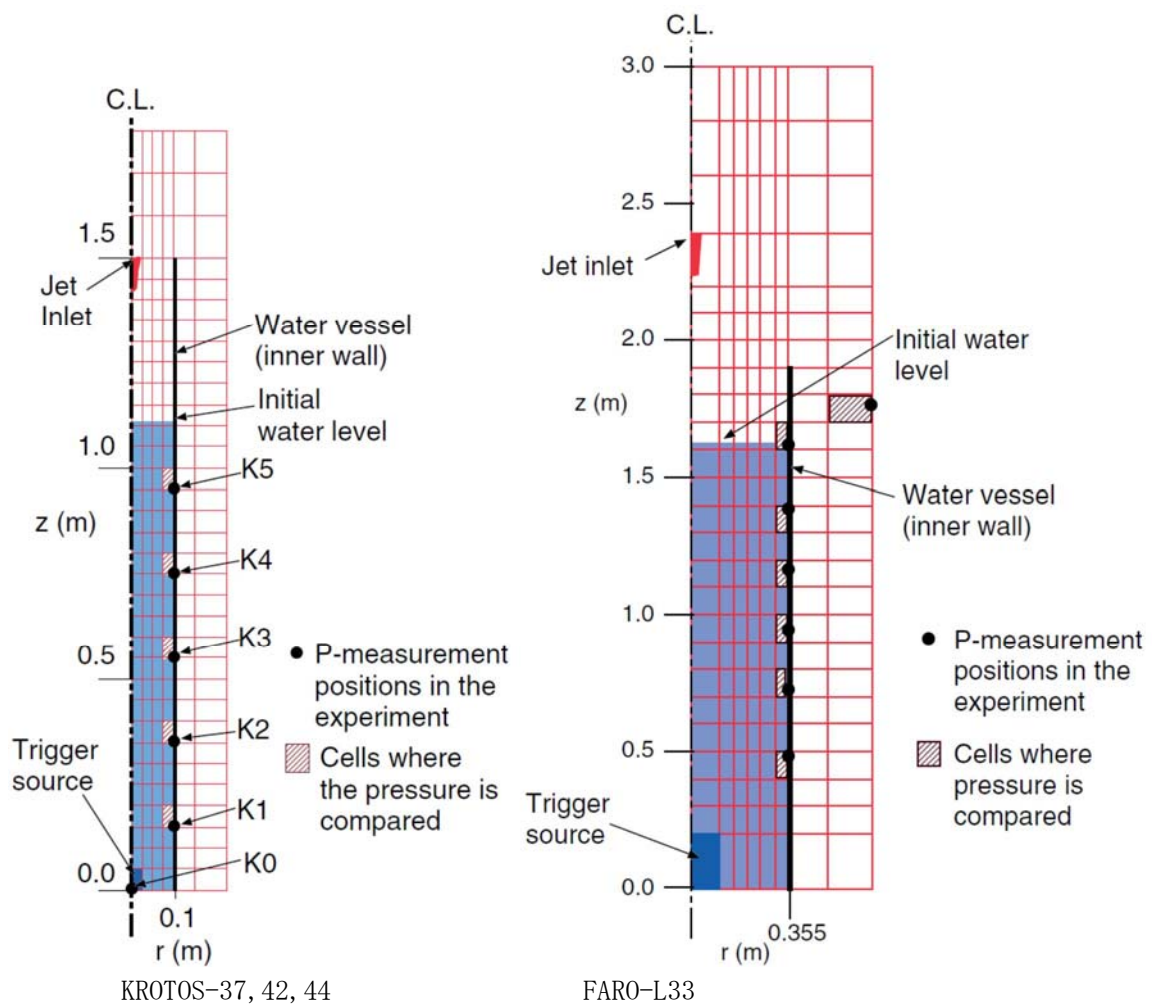 C.L.
1.5
Jet
Inlet
Water vessel
(inner wall)
Initial
water level
1.0
K5
z (m)
K4
K3
0.5
P-measurement
positions in the
experiment
K2
Trigger
source
Cells where
the pressure is
compared
K1
0.0
K0
0.1
r (m)
KROTOS-37, 42, 44
C.L.
3.0
2.5
Jet inlet
2.0
Initial water
level
z (m)
1.5
Water vessel
(inner wall)
1.0
P-measurement
positions in the
experiment
0.5
Cells where
pressure is
compared
Trigger
source
0.0
0.355
r (m)
FARO-L33